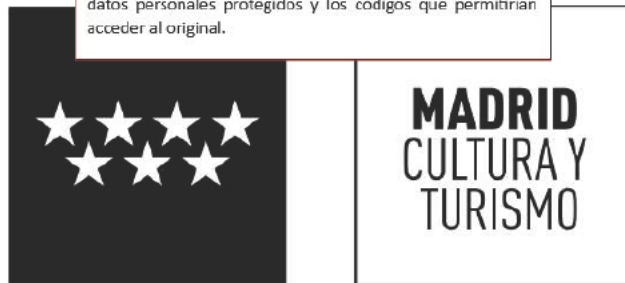 datos personales protegidos y los códigos que permitirían
acceder al original.
MADRID
CULTURA Y
TURISMO